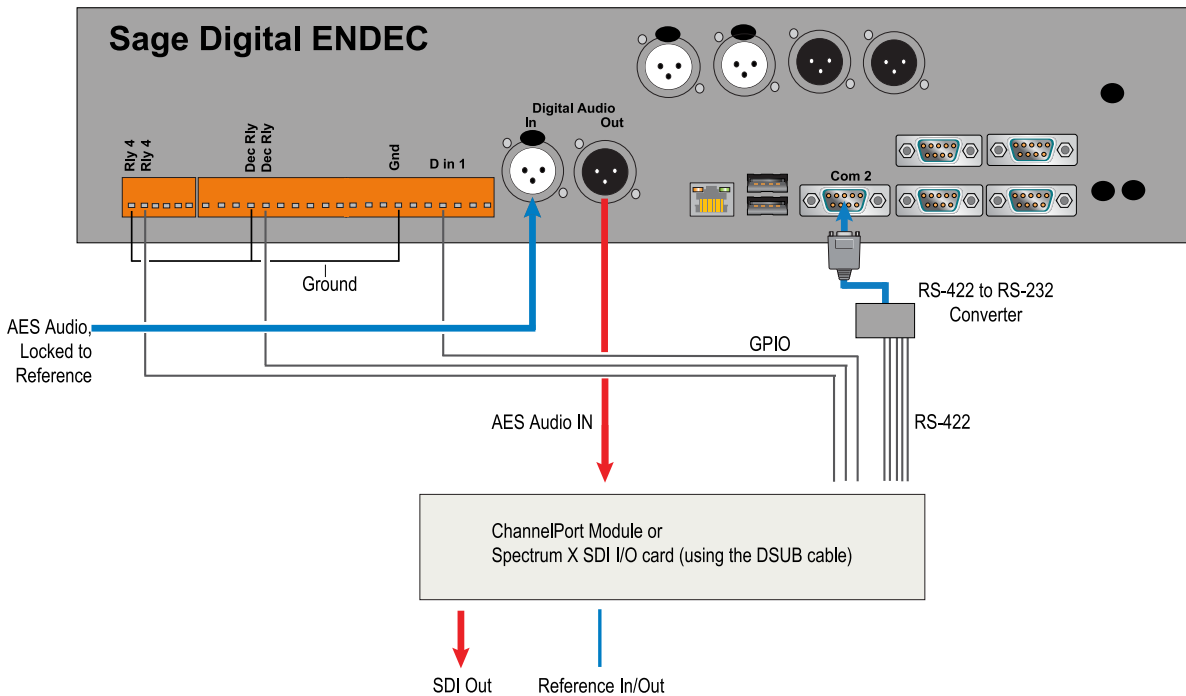 Sage Digital ENDEC
Digital Audio
In
Out
Rly 4
Rly 4
Dec Rly
Dec Rly
Gnd
D in 1
Com 2
Ground
AES Audio,
Locked to
Reference
RS-422 to RS-232
Converter
GPIO
AES Audio IN
RS-422
ChannelPort Module or
Spectrum X SDI I/O card (using the DSUB cable)
SDI Out
Reference In/Out